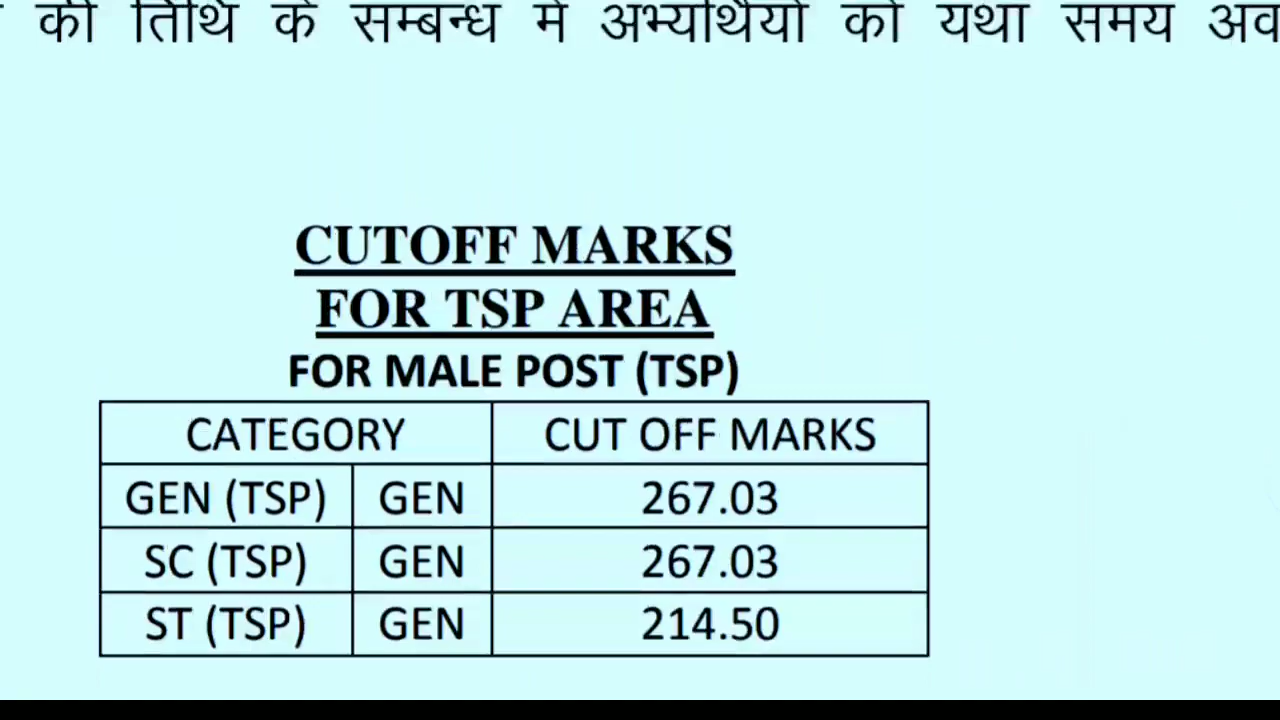 की तिथि के सम्बन्ध में अभ्यर्थियों को यथा समय
CUTOFF MARKS
FOR TSP AREA
FOR MALE POST (TSP)
CATEGORY CUT OFF MARKS
GEN (TSP) GEN 267.03
SC (TSP) GEN 267.03
ST (TSP) GEN 214.50